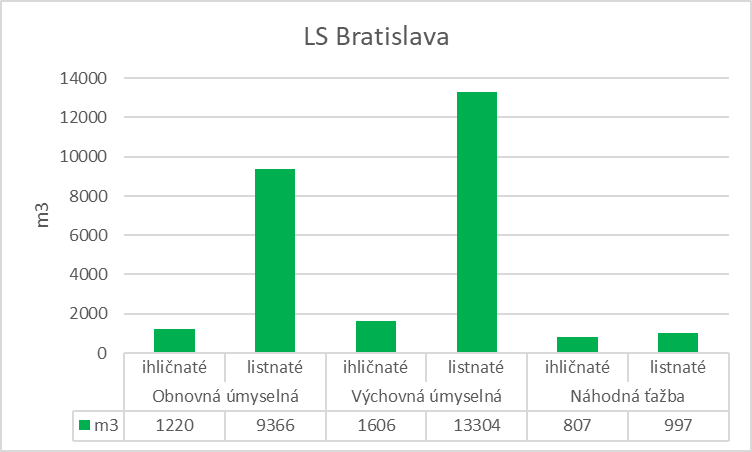 LS Bratislava
14000
12000
10000
8000
6000
4000
2000
0
m3
ihličnaté listnaté ihličnaté listnaté ihličnaté listnaté
Obnovná úmyselná Výchovná úmyselná Náhodná ťažba
m3 1220 9366 1606 13304 807 997